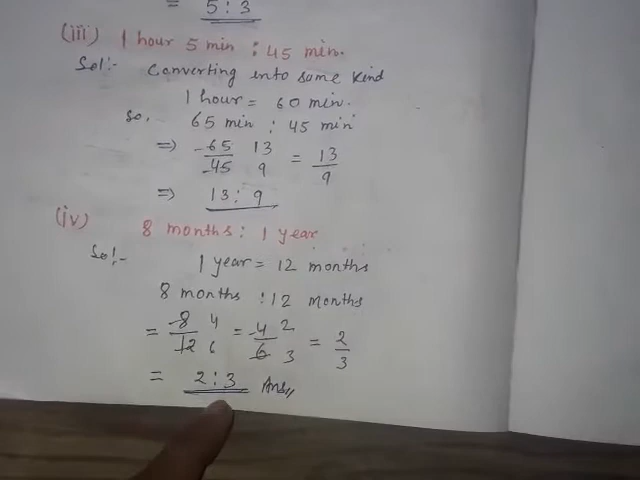 = 5 : 3
(iii) 1 hour 5 min : 45 min.
Sol:- Converting into same kind
1 hour = 60 min.
So, 65 min : 45 min
=> 65/45 13/9 = 13/9
=> 13 : 9
(iv) 8 months : 1 year
Sol:- 1 year = 12 months
8 months : 12 months
= 8/12 4/6 = 4/6 2/3 = 2/3
= 2 : 3 Ans,,